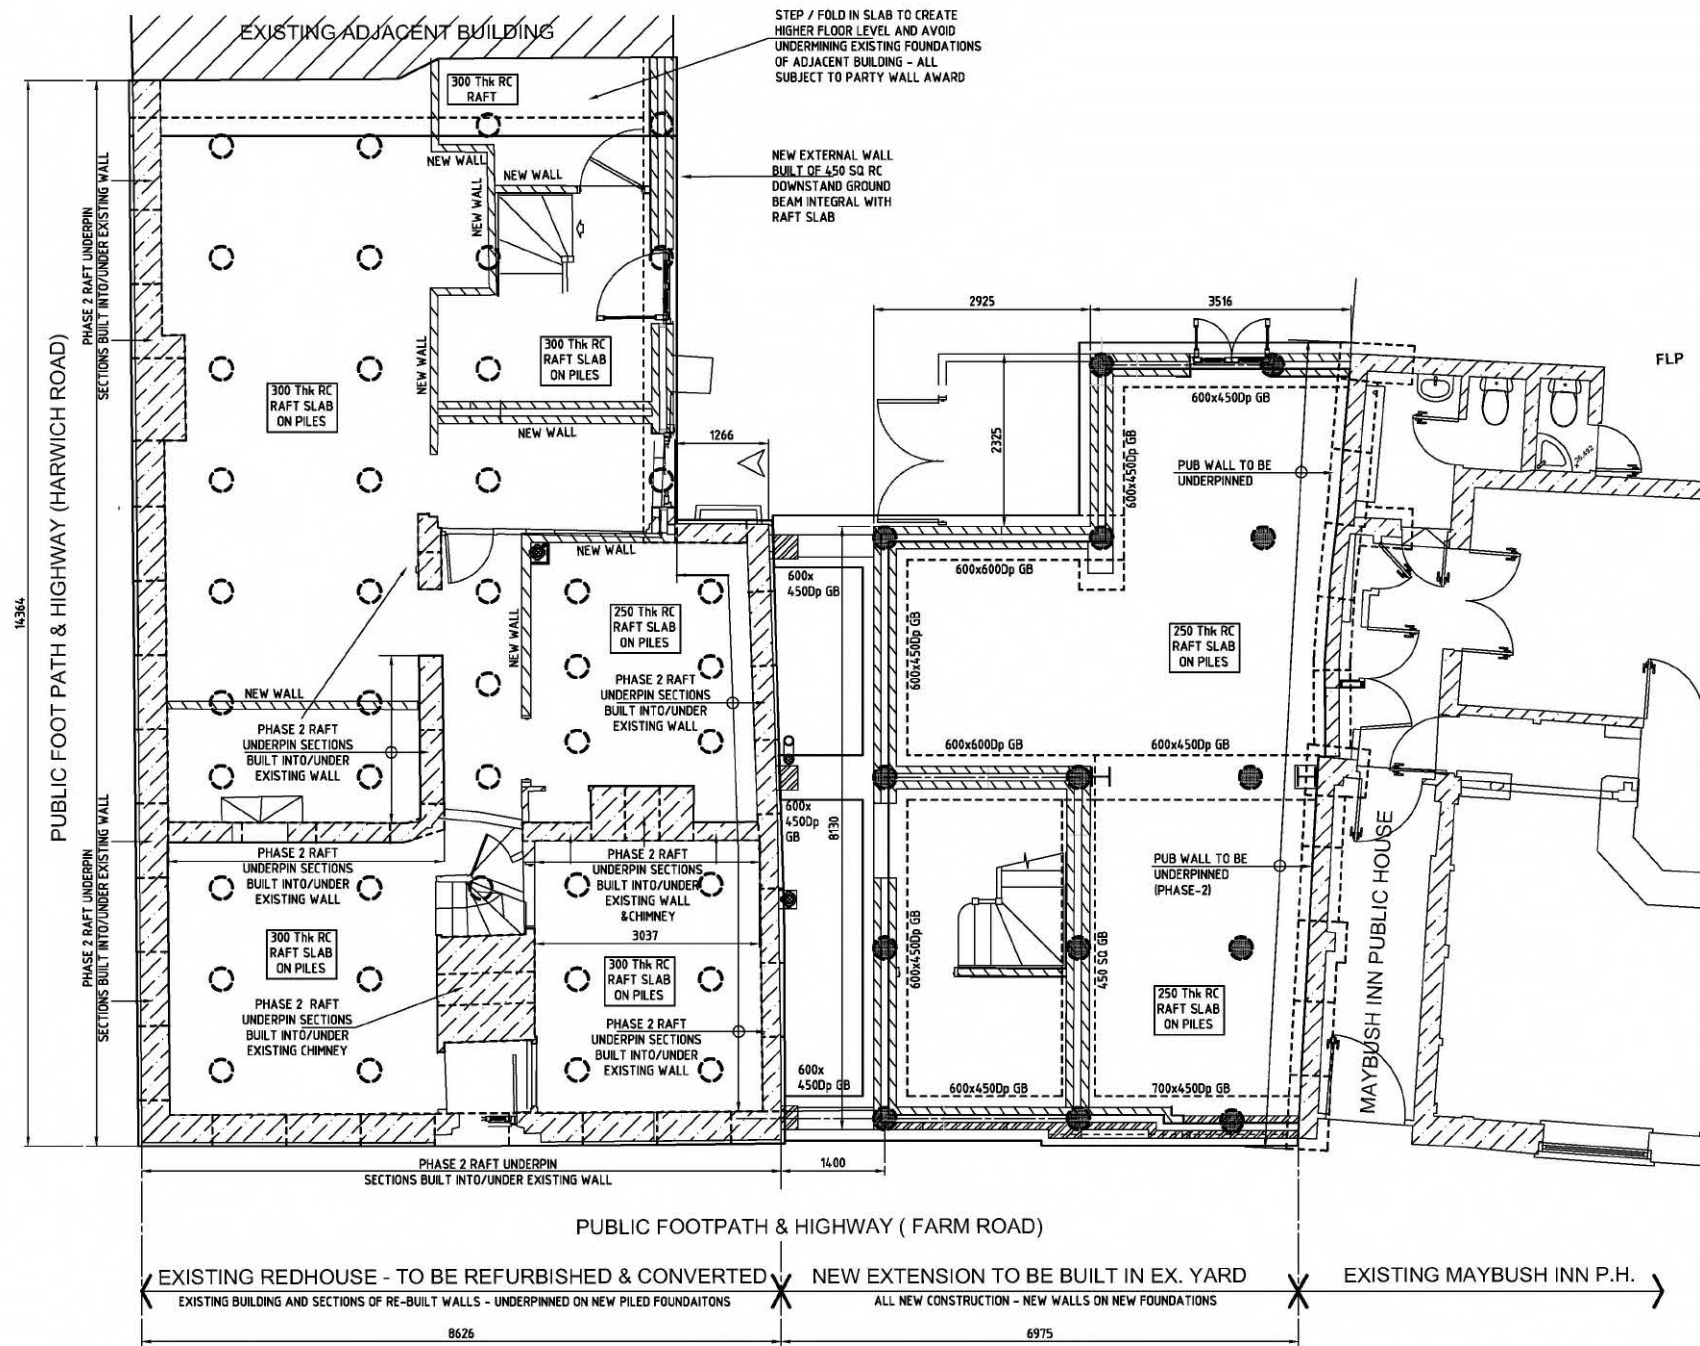 EXISTING ADJACENT BUILDING
STEP / FOLD IN SLAB TO CREATE
HIGHER FLOOR LEVEL AND AVOID
UNDERMINING EXISTING FOUNDATIONS
OF ADJACENT BUILDING - ALL
SUBJECT TO PARTY WALL AWARD
300 Thk RC
RAFT
NEW WALL
NEW WALL
NEW WALL
NEW EXTERNAL WALL
BUILT OF 450 SQ RC
DOWNSTAND GROUND
BEAM INTEGRAL WITH
RAFT SLAB
PHASE 2 RAFT UNDERPIN
SECTIONS BUILT INTO/UNDER EXISTING WALL
14364
PUBLIC FOOT PATH & HIGHWAY (HARWICH ROAD)
2925
3516
FLP
300 Thk RC
RAFT SLAB
ON PILES
NEW WALL
300 Thk RC
RAFT SLAB
ON PILES
NEW WALL
1266
2325
600x450Dp GB
600x450Dp GB
PUB WALL TO BE
UNDERPINNED
26.492
NEW WALL
600x
450Dp GB
600x600Dp GB
250 Thk RC
RAFT SLAB
ON PILES
NEW WALL
600x450Dp GB
250 Thk RC
RAFT SLAB
ON PILES
NEW WALL
PHASE 2 RAFT
UNDERPIN SECTIONS
BUILT INTO/UNDER
EXISTING WALL
PHASE 2 RAFT
UNDERPIN SECTIONS
BUILT INTO/UNDER
EXISTING WALL
600x600Dp GB
600x450Dp GB
PHASE 2 RAFT UNDERPIN
SECTIONS BUILT INTO/UNDER EXISTING WALL
600x
450Dp
GB
8130
PHASE 2 RAFT
UNDERPIN SECTIONS
BUILT INTO/UNDER
EXISTING WALL
PHASE 2 RAFT
UNDERPIN SECTIONS
BUILT INTO/UNDER
EXISTING WALL
&CHIMNEY
PUB WALL TO BE
UNDERPINNED
(PHASE-2)
MAYBUSH INN PUBLIC HOUSE
3037
300 Thk RC
RAFT SLAB
ON PILES
300 Thk RC
RAFT SLAB
ON PILES
600x450Dp GB
450 SQ GB
250 Thk RC
RAFT SLAB
ON PILES
PHASE 2 RAFT
UNDERPIN SECTIONS
BUILT INTO/UNDER
EXISTING CHIMNEY
PHASE 2 RAFT
UNDERPIN SECTIONS
BUILT INTO/UNDER
EXISTING WALL
600x
450Dp GB
600x450Dp GB
700x450Dp GB
PHASE 2 RAFT UNDERPIN
SECTIONS BUILT INTO/UNDER EXISTING WALL
1400
PUBLIC FOOTPATH & HIGHWAY ( FARM ROAD)
EXISTING REDHOUSE - TO BE REFURBISHED & CONVERTED
EXISTING BUILDING AND SECTIONS OF RE-BUILT WALLS - UNDERPINNED ON NEW PILED FOUNDAITONS
NEW EXTENSION TO BE BUILT IN EX. YARD
ALL NEW CONSTRUCTION - NEW WALLS ON NEW FOUNDATIONS
EXISTING MAYBUSH INN P.H.
8626
6975